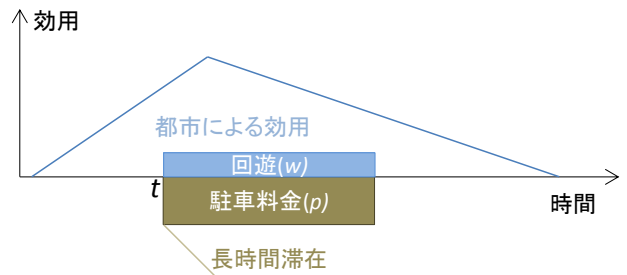 効用
都市による効用
回遊(w)
t
駐車料金(p)
時間
長時間滞在